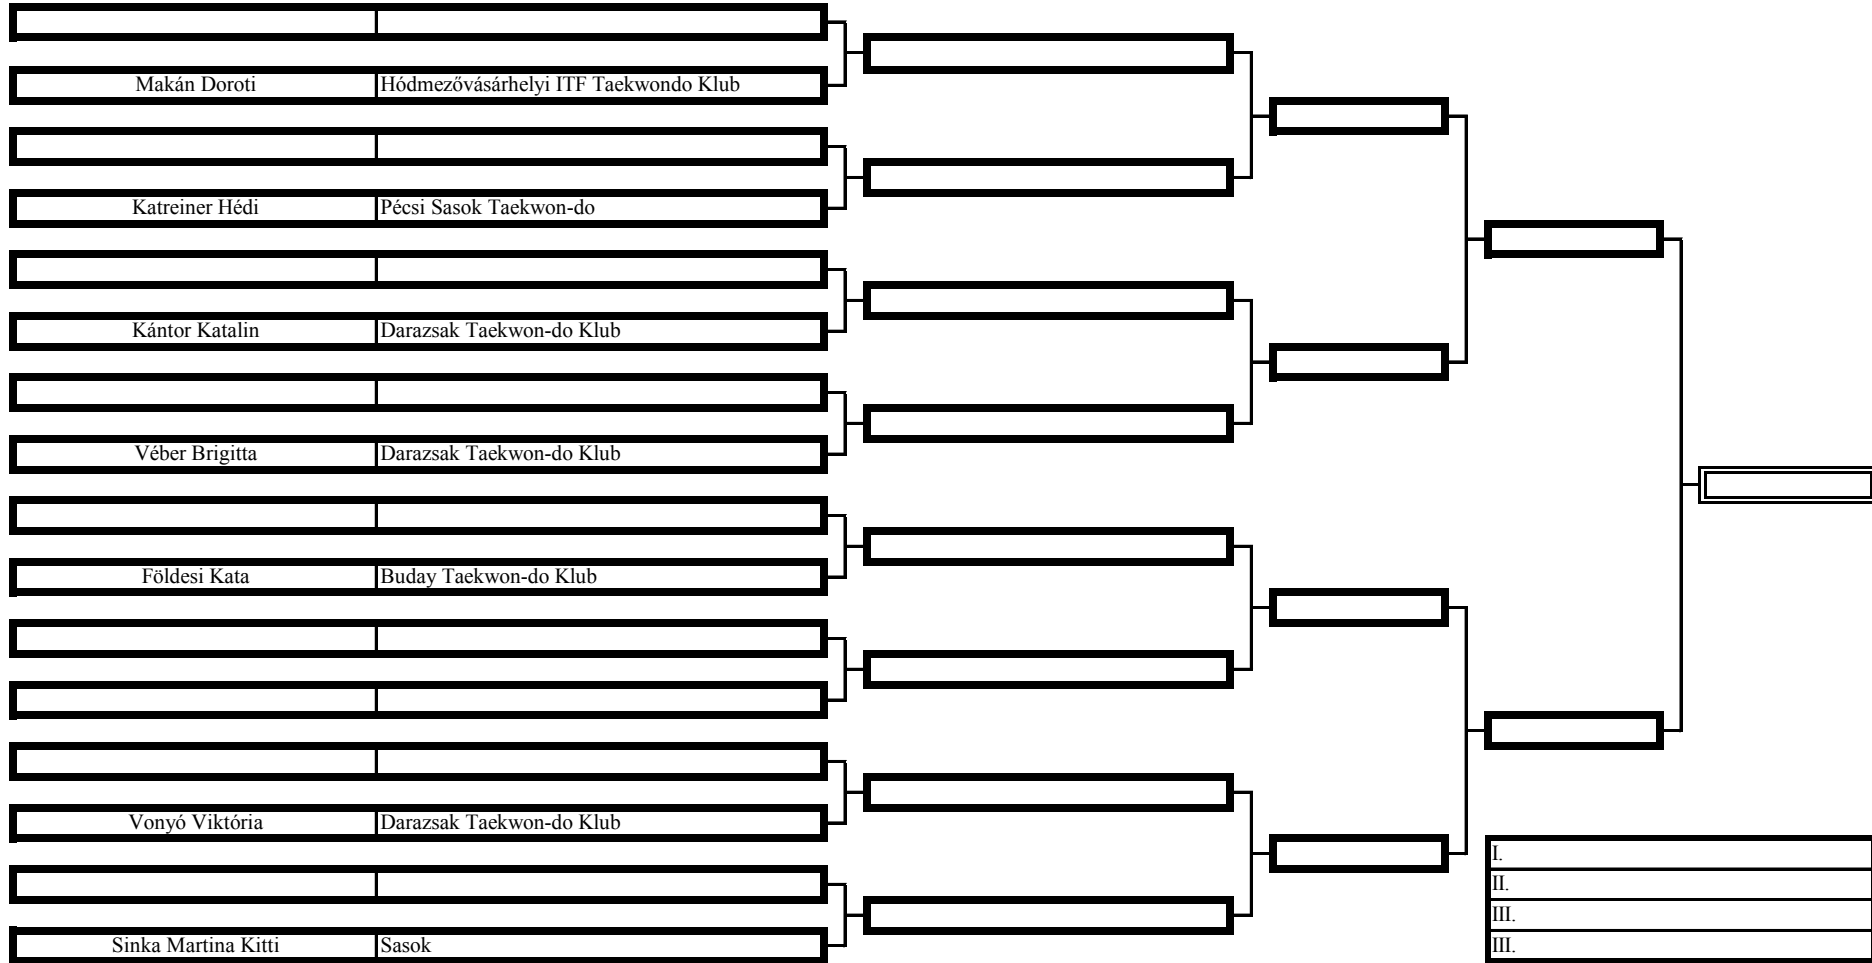 Makán Doroti Hódmezővásárhelyi ITF Taekwondo Klub
Katreiner Hédi Pécsi Sasok Taekwon-do
Kántor Katalin Darazsak Taekwon-do Klub
Véber Brigitta Darazsak Taekwon-do Klub
Földesi Kata Buday Taekwon-do Klub
Vonyó Viktória Darazsak Taekwon-do Klub
Sinka Martina Kitti Sasok
I.
II.
III.
III.